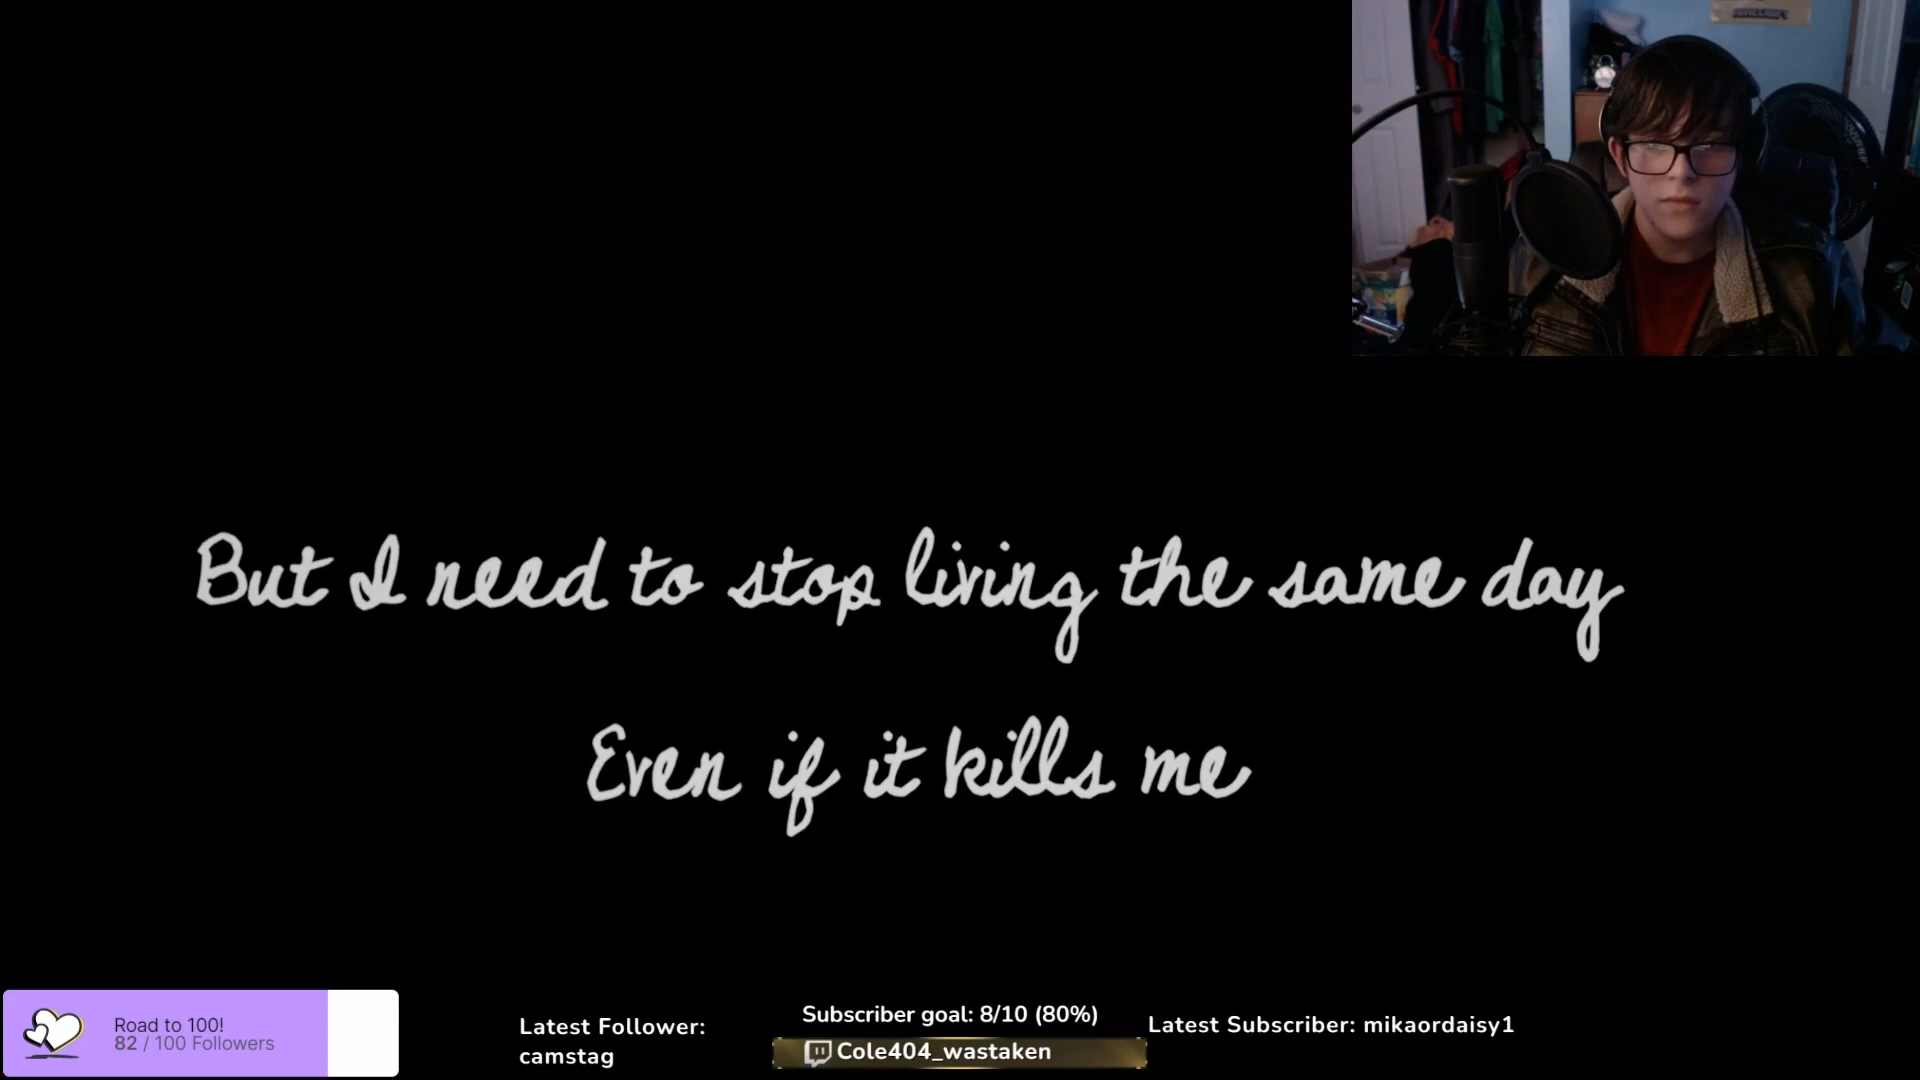 MINECRAFT
But I need to stop living the same day
Even if it kills me
Road to 100!
82 / 100 Followers
Latest Follower:
camstag
Subscriber goal: 8/10 (80%)
Cole404_wastaken
Latest Subscriber: mikaordaisy1